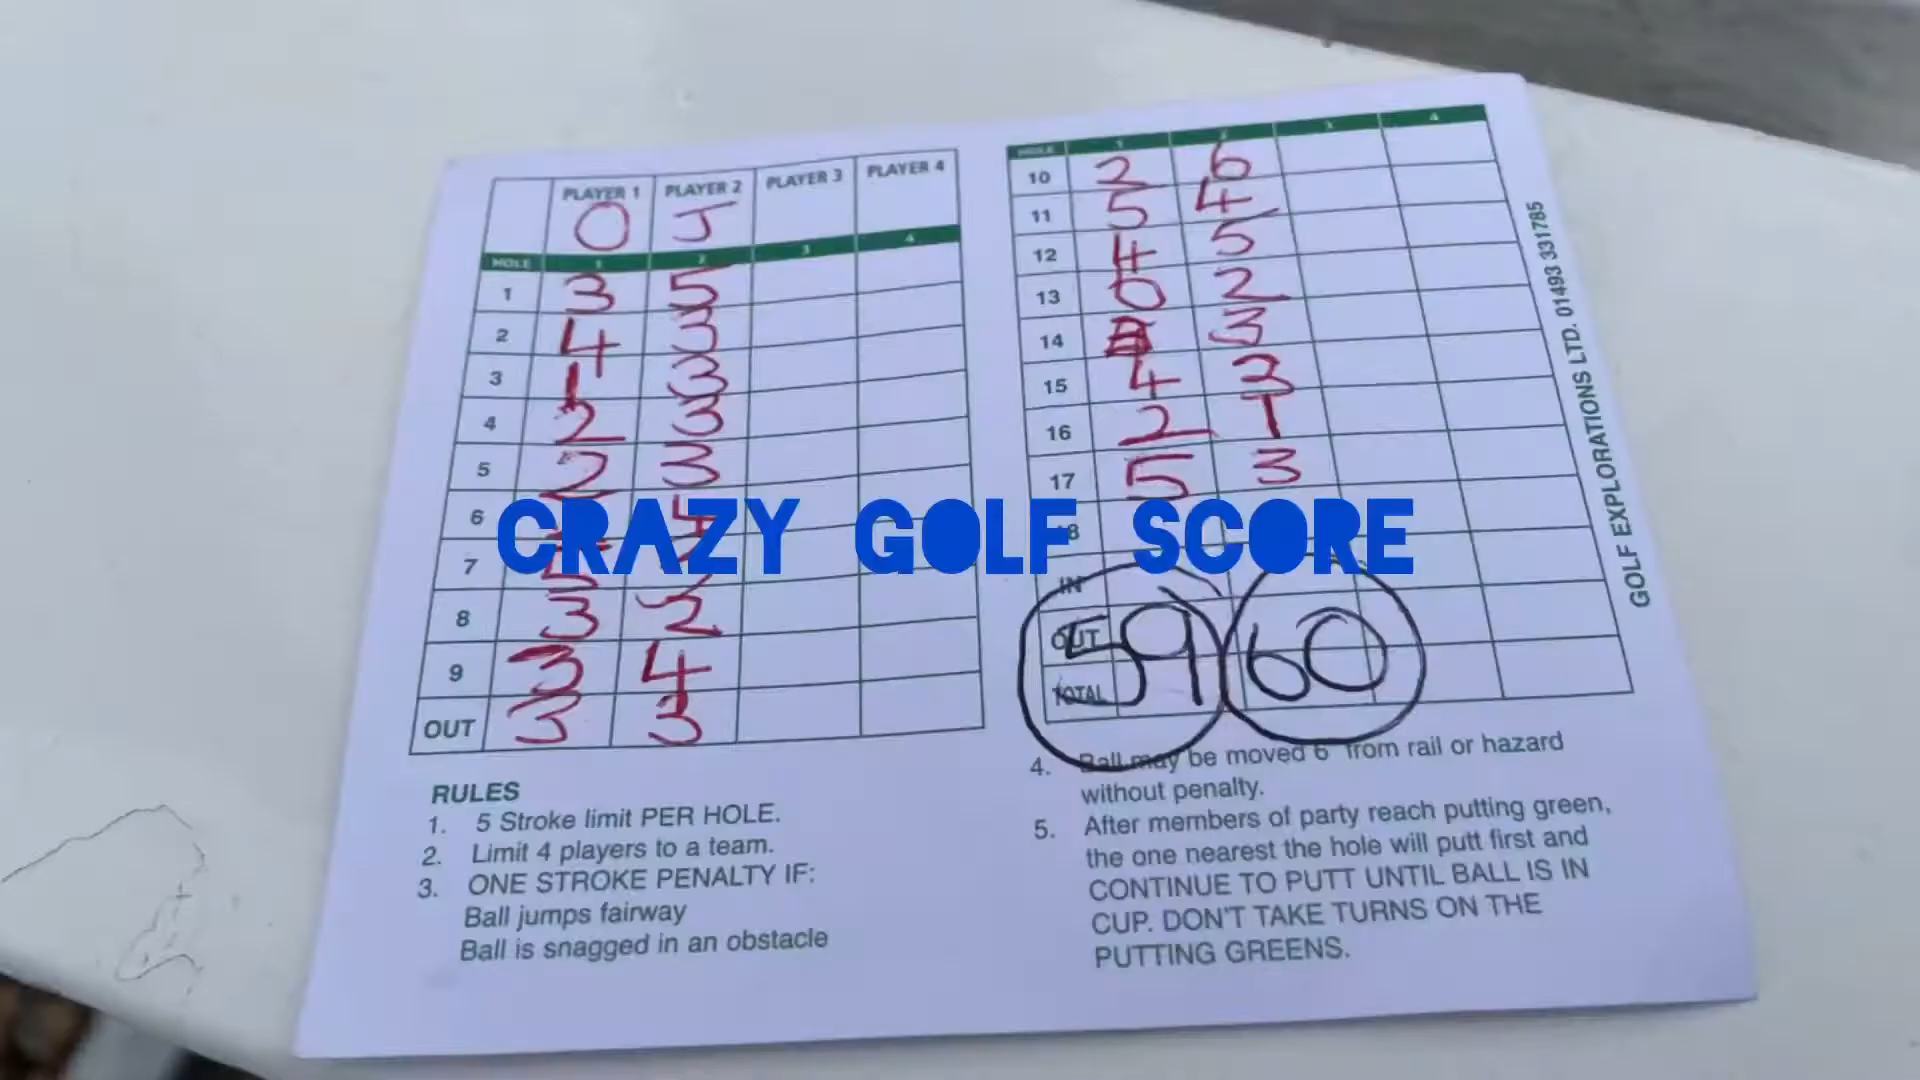 PLAYER 1 PLAYER 2 PLAYER 3 PLAYER 4
O J
HOLE 1 2 3 4
1 3 5
2 4 3
3 1 3
4 2 3
5 2 3
6 4
7 5
8 3 2
9 3 4
OUT 3 3
HOLE 1 2 3 4
10 2 6
11 5 4
12 4 5
13 6 2
14 3
15 4 3
16 2 1
17 5 3
18
IN
OUT
TOTAL
59 60
CRAZY GOLF SCORE
RULES
1. 5 Stroke limit PER HOLE.
2. Limit 4 players to a team.
3. ONE STROKE PENALTY IF:
Ball jumps fairway
Ball is snagged in an obstacle
4. Ball may be moved 6" from rail or hazard
without penalty.
5. After members of party reach putting green,
the one nearest the hole will putt first and
CONTINUE TO PUTT UNTIL BALL IS IN
CUP. DON'T TAKE TURNS ON THE
PUTTING GREENS.
GOLF EXPLORATIONS LTD. 01493 331785